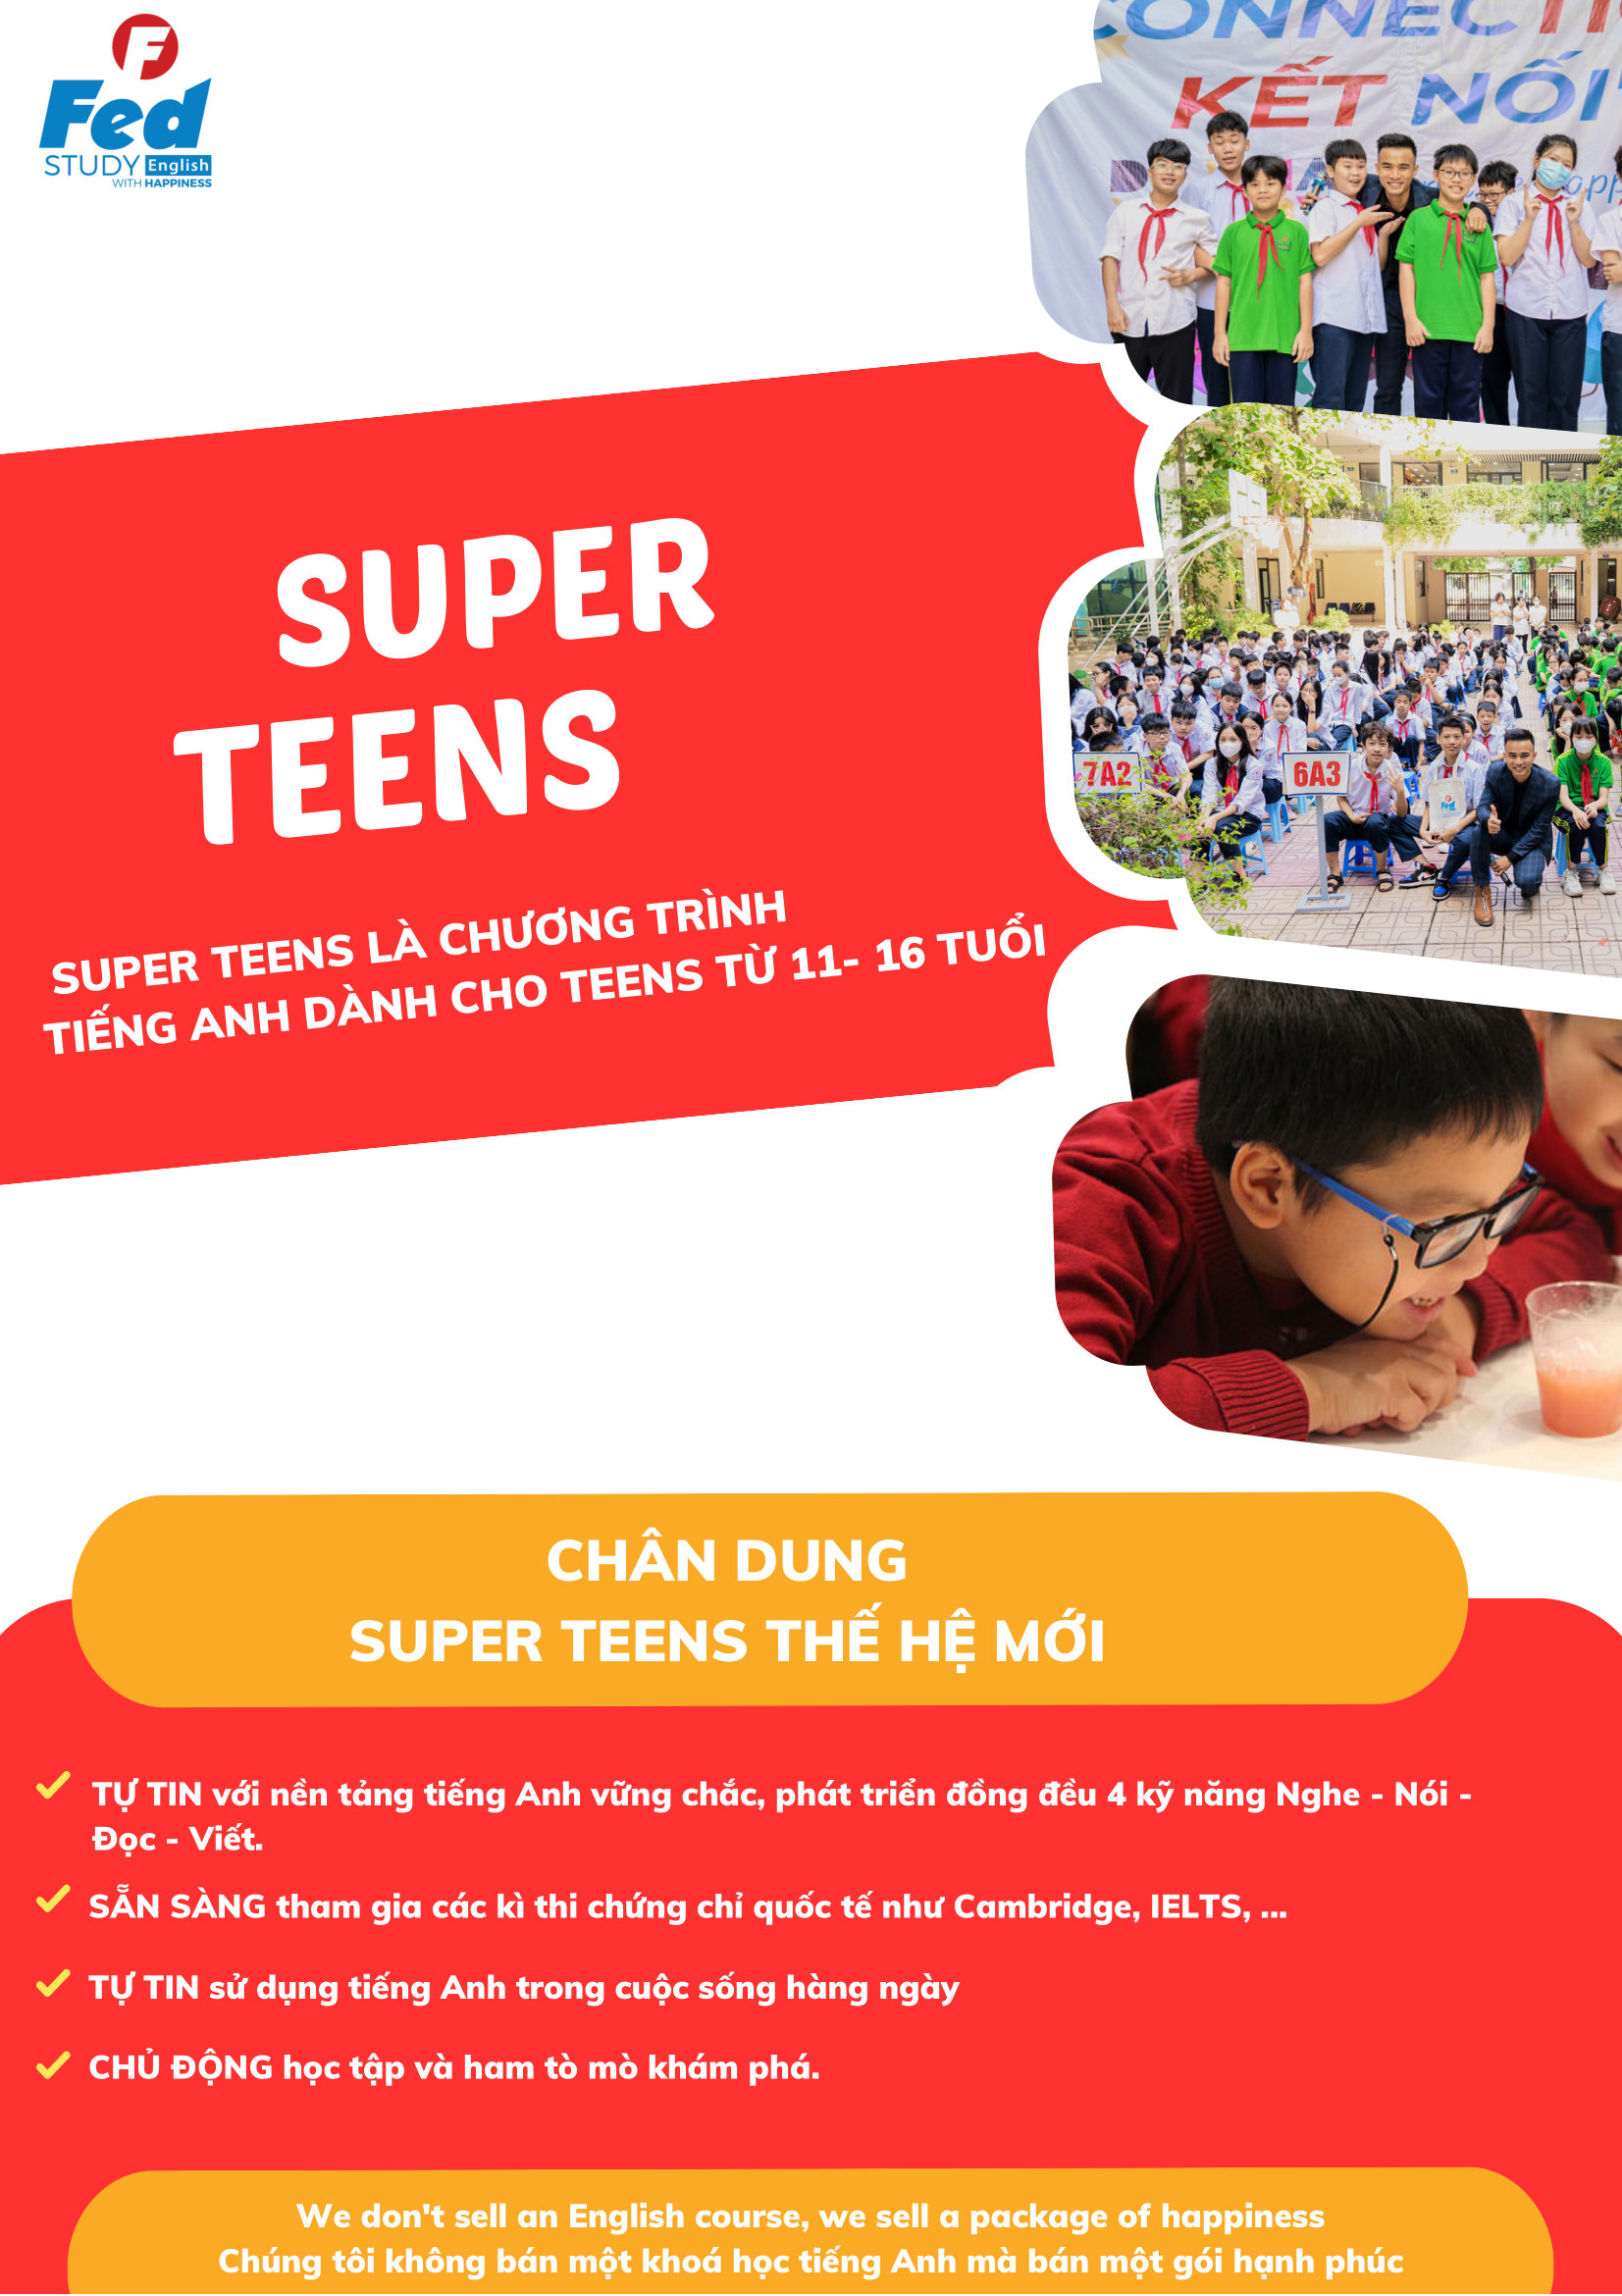 F
Fed
STUDY English
WITH HAPPINESS
CONNECTIO
KẾT NỐI
7A2
6A3
Fed
SUPER
TEENS
SUPER TEENS LÀ CHƯƠNG TRÌNH
TIẾNG ANH DÀNH CHO TEENS TỪ 11- 16 TUỔI
CHÂN DUNG
SUPER TEENS THẾ HỆ MỚI
TỰ TIN với nền tảng tiếng Anh vững chắc, phát triển đồng đều 4 kỹ năng Nghe - Nói -
Đọc - Viết.
SẴN SÀNG tham gia các kì thi chứng chỉ quốc tế như Cambridge, IELTS, ...
TỰ TIN sử dụng tiếng Anh trong cuộc sống hàng ngày
CHỦ ĐỘNG học tập và ham tò mò khám phá.
We don't sell an English course, we sell a package of happiness
Chúng tôi không bán một khoá học tiếng Anh mà bán một gói hạnh phúc